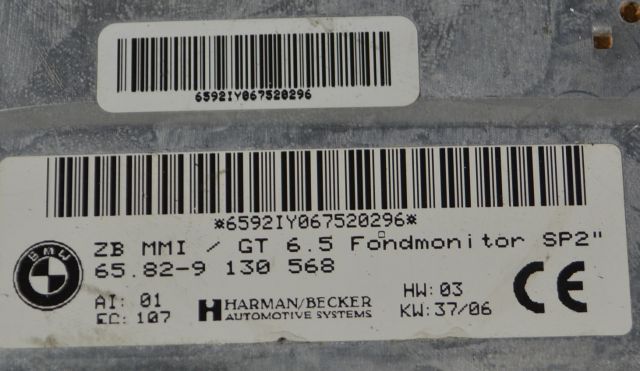 6592IY067520296
*6592IY067520296*
BMW
ZB MMI / GT 6.5 Fondmonitor SP2"
65.82-9 130 568
AI: 01
EC: 107
HARMAN/BECKER
AUTOMOTIVE SYSTEMS
HW: 03
KW: 37/06
CE